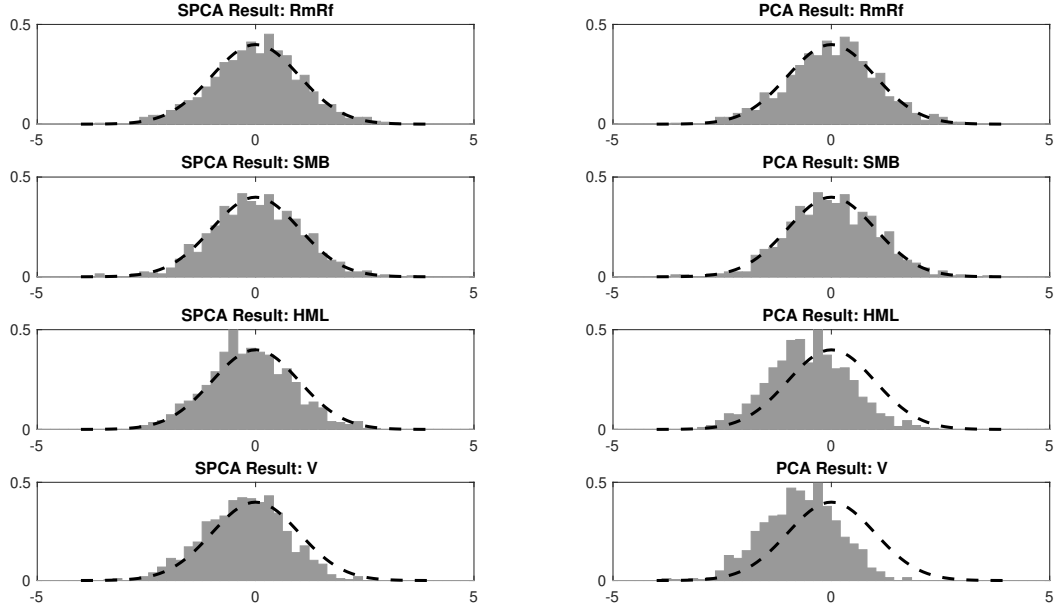 SPCA Result: RmRf
0.5
0
-5 0 5
PCA Result: RmRf
0.5
0
-5 0 5
SPCA Result: SMB
0.5
0
-5 0 5
PCA Result: SMB
0.5
0
-5 0 5
SPCA Result: HML
0.5
0
-5 0 5
PCA Result: HML
0.5
0
-5 0 5
SPCA Result: V
0.5
0
-5 0 5
PCA Result: V
0.5
0
-5 0 5